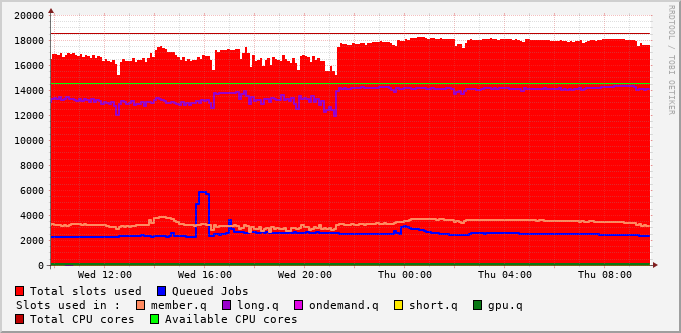 20000
18000
16000
14000
12000
10000
8000
6000
4000
2000
0
Wed 12:00 Wed 16:00 Wed 20:00 Thu 00:00 Thu 04:00 Thu 08:00
Total slots used Queued Jobs
Slots used in : member.q long.q ondemand.q short.q gpu.q
Total CPU cores Available CPU cores
RRDTOOL / TOBI OETIKER